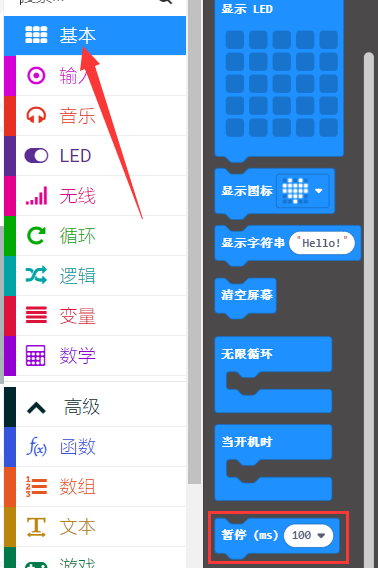 基本
输入
音乐
LED
无线
循环
逻辑
变量
数学
高级
函数
数组
文本
游戏
显示 LED
显示图标
显示字符串 "Hello!"
清空屏幕
无限循环
当开机时
暂停 (ms) 100